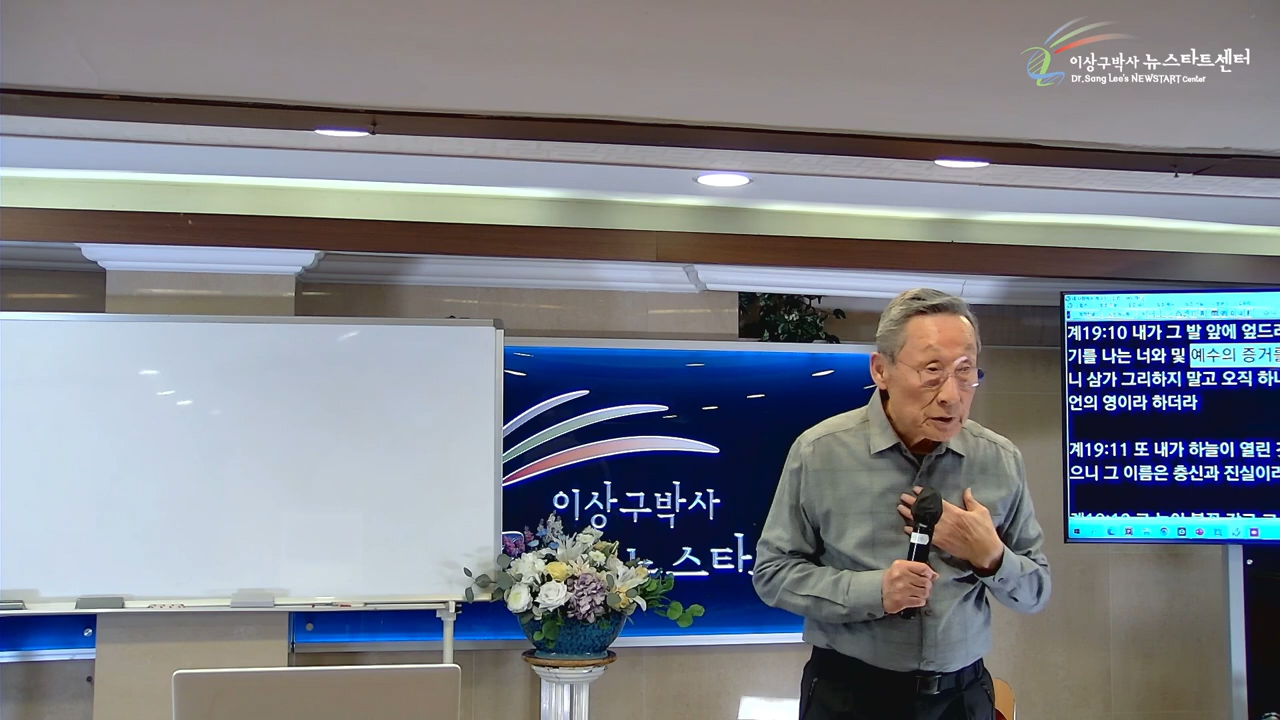 이상구박사 뉴스타트센터
Dr.Sang Lee's NEWSTART Center
계19:10 내가 그 발 앞에 엎드리
기를 나는 너와 및 예수의 증거를
니 삼가 그리하지 말고 오직 하나
언의 영이라 하더라
계19:11 또 내가 하늘이 열린 것
으니 그 이름은 충신과 진실이라
이상구박사
뉴스타